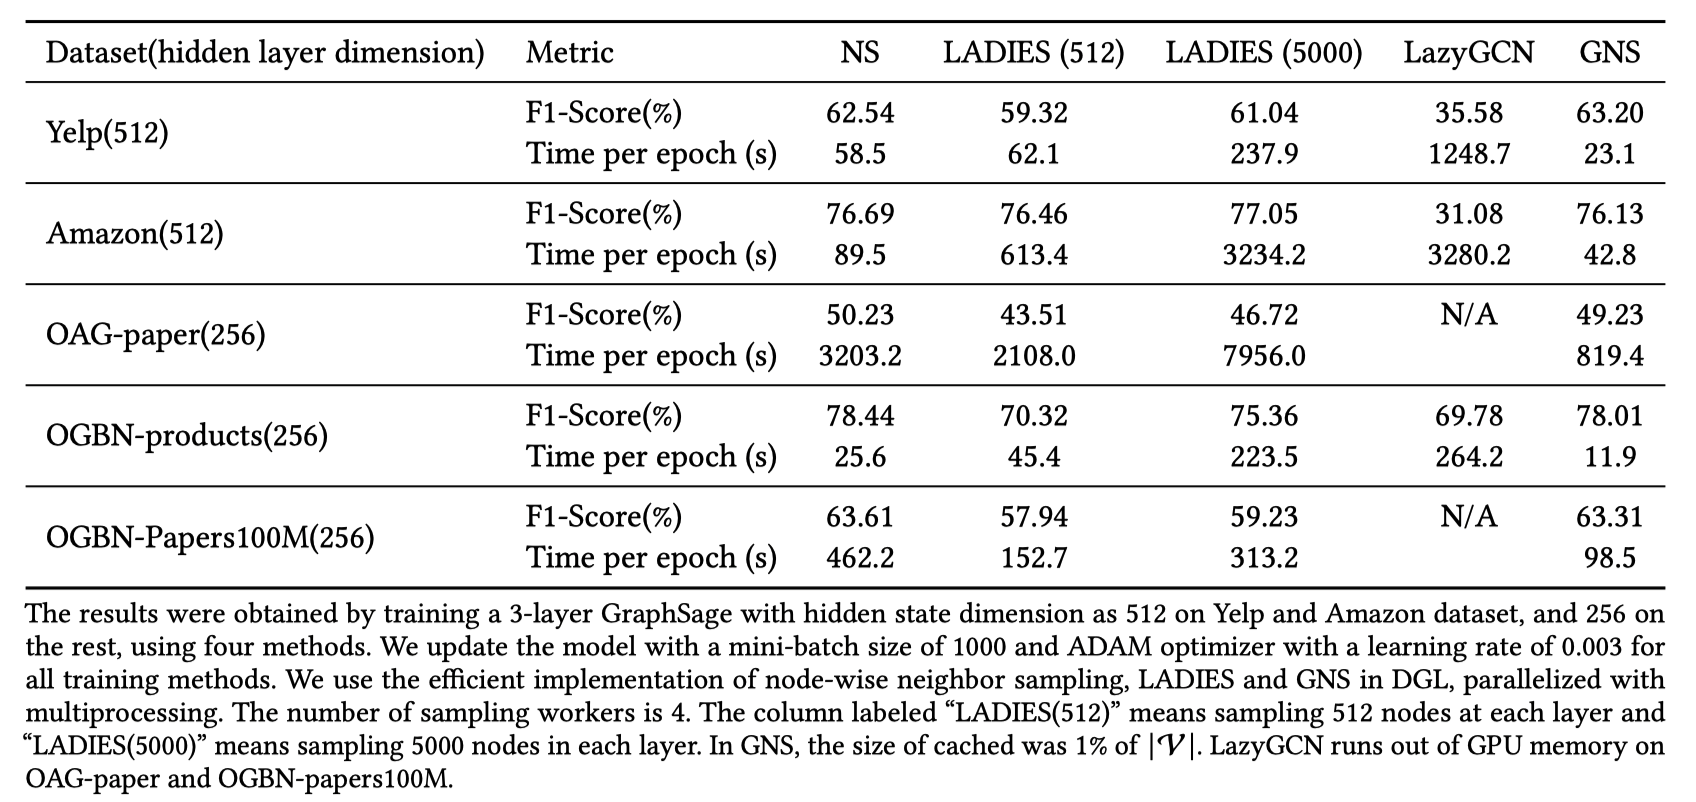 Dataset(hidden layer dimension) Metric NS LADIES (512) LADIES (5000) LazyGCN GNS
Yelp(512) F1-Score(%) 62.54 59.32 61.04 35.58 63.20
Time per epoch (s) 58.5 62.1 237.9 1248.7 23.1
Amazon(512) F1-Score(%) 76.69 76.46 77.05 31.08 76.13
Time per epoch (s) 89.5 613.4 3234.2 3280.2 42.8
OAG-paper(256) F1-Score(%) 50.23 43.51 46.72 N/A 49.23
Time per epoch (s) 3203.2 2108.0 7956.0 819.4
OGBN-products(256) F1-Score(%) 78.44 70.32 75.36 69.78 78.01
Time per epoch (s) 25.6 45.4 223.5 264.2 11.9
OGBN-Papers100M(256) F1-Score(%) 63.61 57.94 59.23 N/A 63.31
Time per epoch (s) 462.2 152.7 313.2 98.5
The results were obtained by training a 3-layer GraphSage with hidden state dimension as 512 on Yelp and Amazon dataset, and 256 on
the rest, using four methods. We update the model with a mini-batch size of 1000 and ADAM optimizer with a learning rate of 0.003 for
all training methods. We use the efficient implementation of node-wise neighbor sampling, LADIES and GNS in DGL, parallelized with
multiprocessing. The number of sampling workers is 4. The column labeled “LADIES(512)” means sampling 512 nodes at each layer and
“LADIES(5000)” means sampling 5000 nodes in each layer. In GNS, the size of cached was 1% of |𝒱|. LazyGCN runs out of GPU memory on
OAG-paper and OGBN-papers100M.